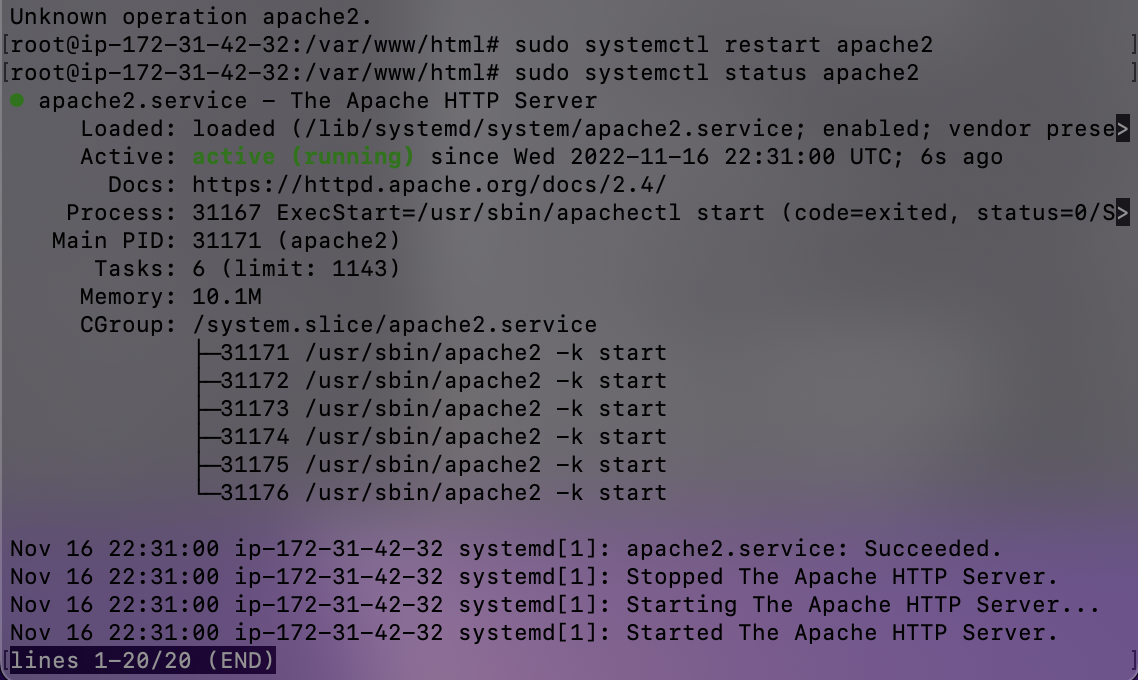 Unknown operation apache2.
[root@ip-172-31-42-32:/var/www/html# sudo systemctl restart apache2 ]
[root@ip-172-31-42-32:/var/www/html# sudo systemctl status apache2 ]
● apache2.service - The Apache HTTP Server
Loaded: loaded (/lib/systemd/system/apache2.service; enabled; vendor prese>
Active: active (running) since Wed 2022-11-16 22:31:00 UTC; 6s ago
Docs: https://httpd.apache.org/docs/2.4/
Process: 31167 ExecStart=/usr/sbin/apachectl start (code=exited, status=0/S>
Main PID: 31171 (apache2)
Tasks: 6 (limit: 1143)
Memory: 10.1M
CGroup: /system.slice/apache2.service
├─31171 /usr/sbin/apache2 -k start
├─31172 /usr/sbin/apache2 -k start
├─31173 /usr/sbin/apache2 -k start
├─31174 /usr/sbin/apache2 -k start
├─31175 /usr/sbin/apache2 -k start
└─31176 /usr/sbin/apache2 -k start
Nov 16 22:31:00 ip-172-31-42-32 systemd[1]: apache2.service: Succeeded.
Nov 16 22:31:00 ip-172-31-42-32 systemd[1]: Stopped The Apache HTTP Server.
Nov 16 22:31:00 ip-172-31-42-32 systemd[1]: Starting The Apache HTTP Server...
Nov 16 22:31:00 ip-172-31-42-32 systemd[1]: Started The Apache HTTP Server.
[lines 1-20/20 (END) ]